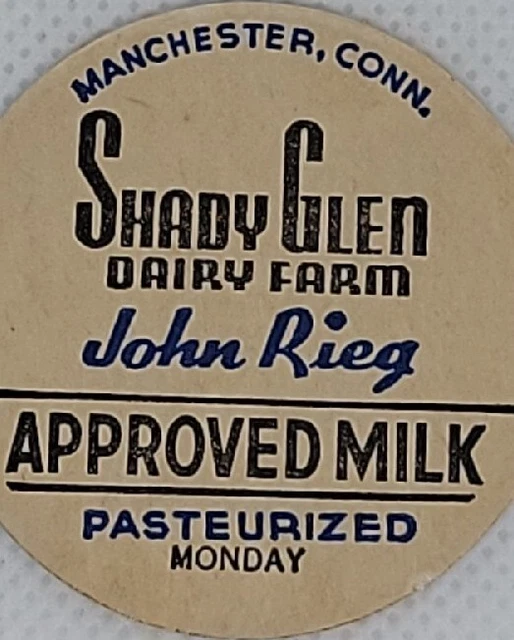 MANCHESTER, CONN.
SHADY GLEN
DAIRY FARM
John Rieg
APPROVED MILK
PASTEURIZED
MONDAY